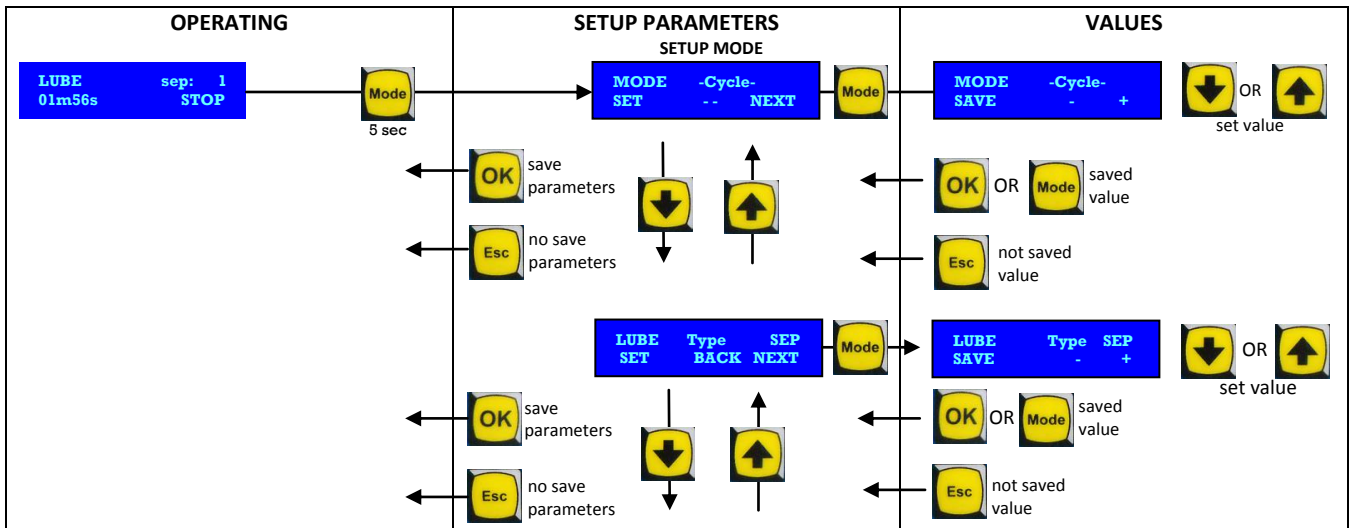 OPERATING
SETUP PARAMETERS
VALUES
SETUP MODE
LUBE sep: 1
01m56s STOP
Mode
5 sec
MODE -Cycle-
SET - - NEXT
Mode
MODE -Cycle-
SAVE - +
OR
set value
OK
save
parameters
Esc
no save
parameters
OK OR Mode
saved
value
Esc
not saved
value
LUBE Type SEP
SET BACK NEXT
Mode
LUBE Type SEP
SAVE - +
OR
set value
OK
save
parameters
Esc
no save
parameters
OK OR Mode
saved
value
Esc
not saved
value